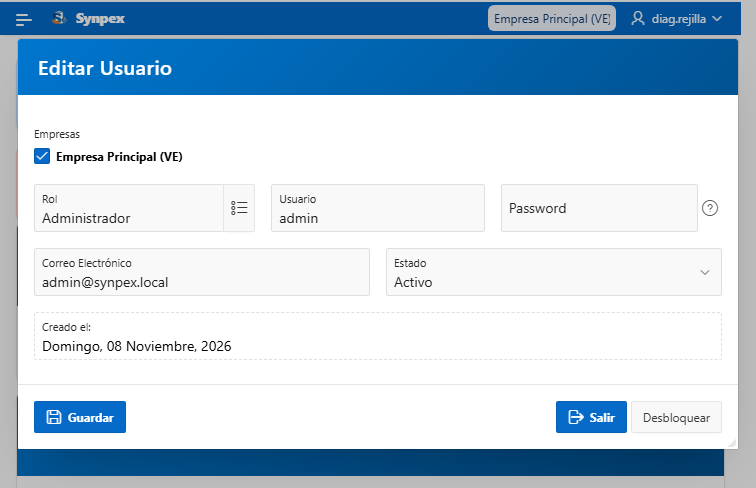 Synpex
Empresa Principal (VE)
diag.rejilla
Editar Usuario
Empresas
Empresa Principal (VE)
Rol
Administrador
Usuario
admin
Password
Correo Electrónico
admin@synpex.local
Estado
Activo
Creado el:
Domingo, 08 Noviembre, 2026
Guardar
Salir
Desbloquear